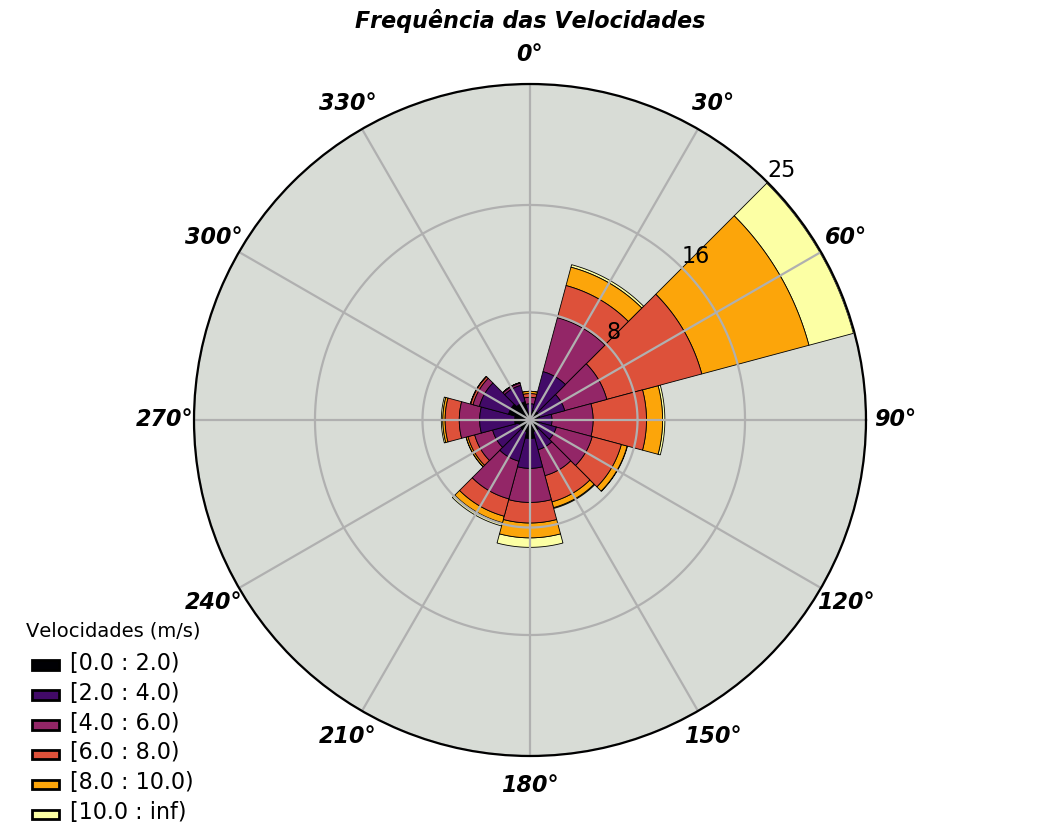 Frequência das Velocidades
0°
30°
330°
25
60°
300°
16
8
90°
270°
120°
240°
150°
210°
180°
Velocidades (m/s)
[0.0 : 2.0)
[2.0 : 4.0)
[4.0 : 6.0)
[6.0 : 8.0)
[8.0 : 10.0)
[10.0 : inf)